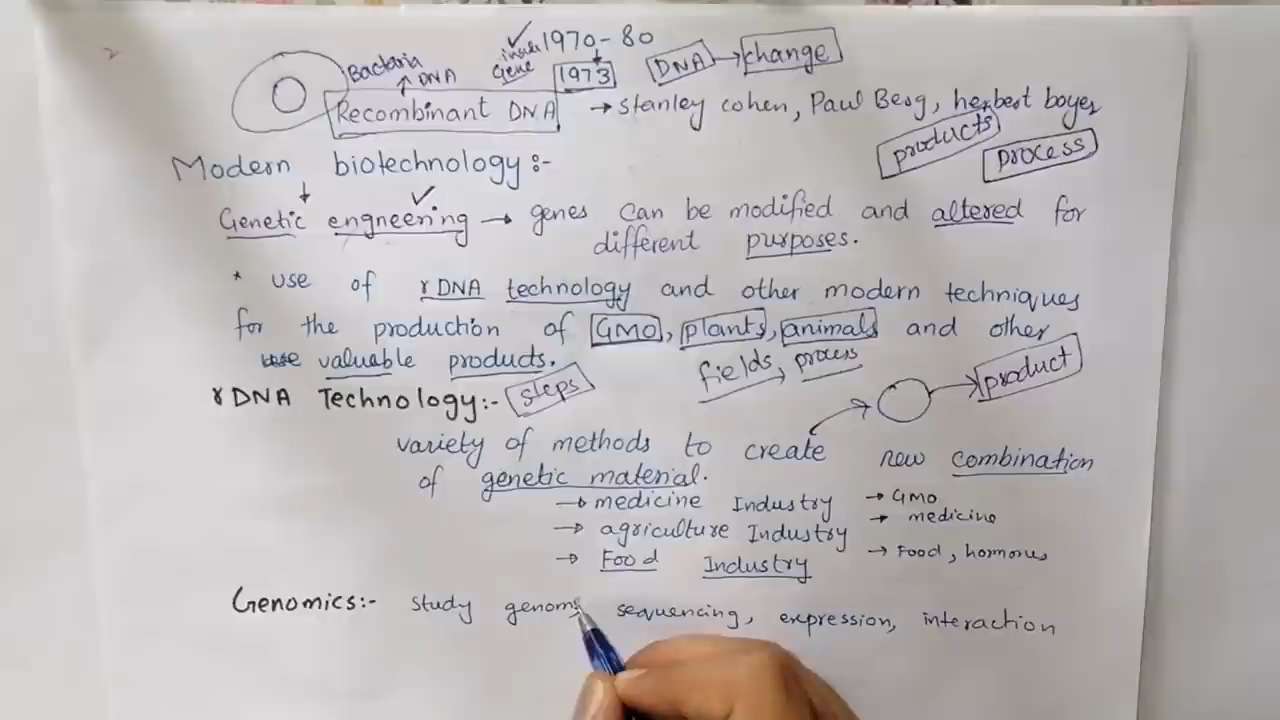 1970-80
Bacteria
DNA
insert
Gene
1973
DNA → change
Recombinant DNA → Stanley cohen, Paul Berg, herbert boyer
products
process
Modern biotechnology :-
Genetic engneering → genes can be modified and altered for
different purposes.
* use of rDNA technology and other modern techniques
for the production of GMO, plants, animals and other
valuable products.
fields, process
product
rDNA Technology:- steps
variety of methods to create new combination
of genetic material.
→ medicine Industry → GMO
→ medicine
→ agriculture Industry
→ Food Industry → Food, hormones
Genomics:- study genoms sequencing, expression, interaction